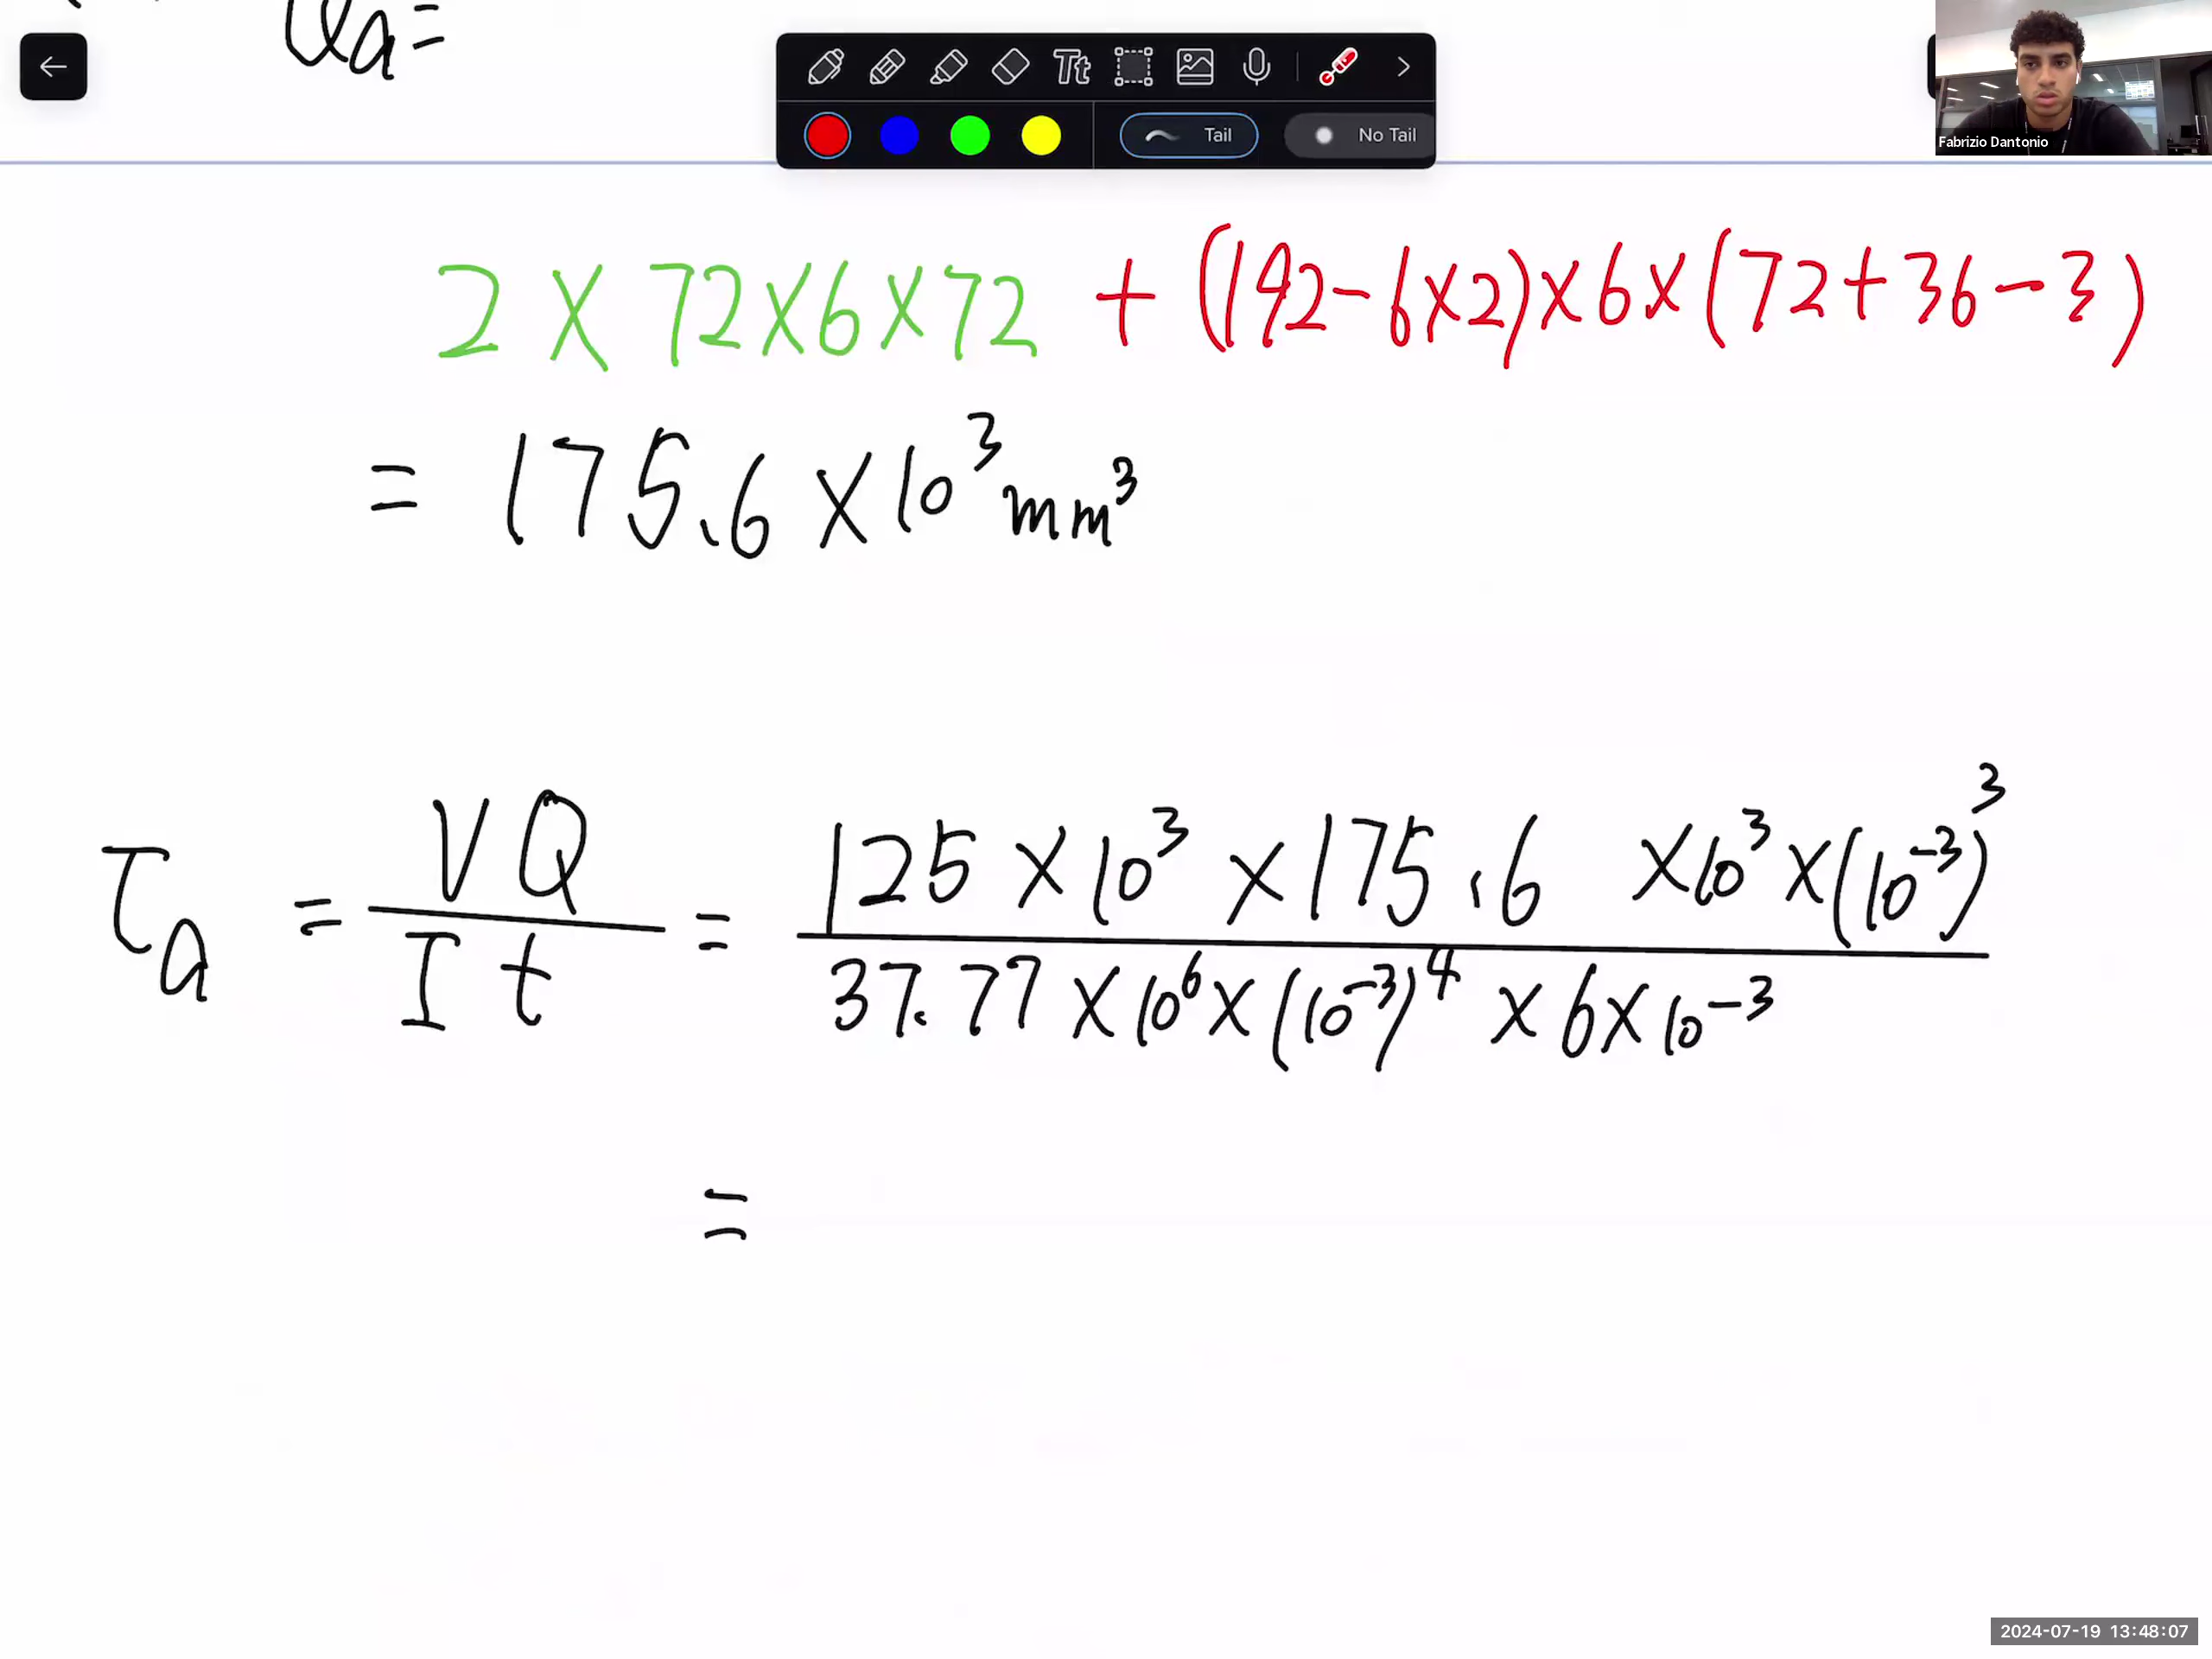 Qa=
Tt
Tail No Tail
Fabrizio Dantonio
2 × 72×6×72 + (192-6×2)×6×(72+36-3)
= 175.6 × 10³ mm³
τa = VQ / It = 125 × 10³ × 175.6 × 10³ × (10⁻³)³ / 37.77 × 10⁶ × (10⁻³)⁴ × 6 × 10⁻³
=
2024-07-19 13:48:07